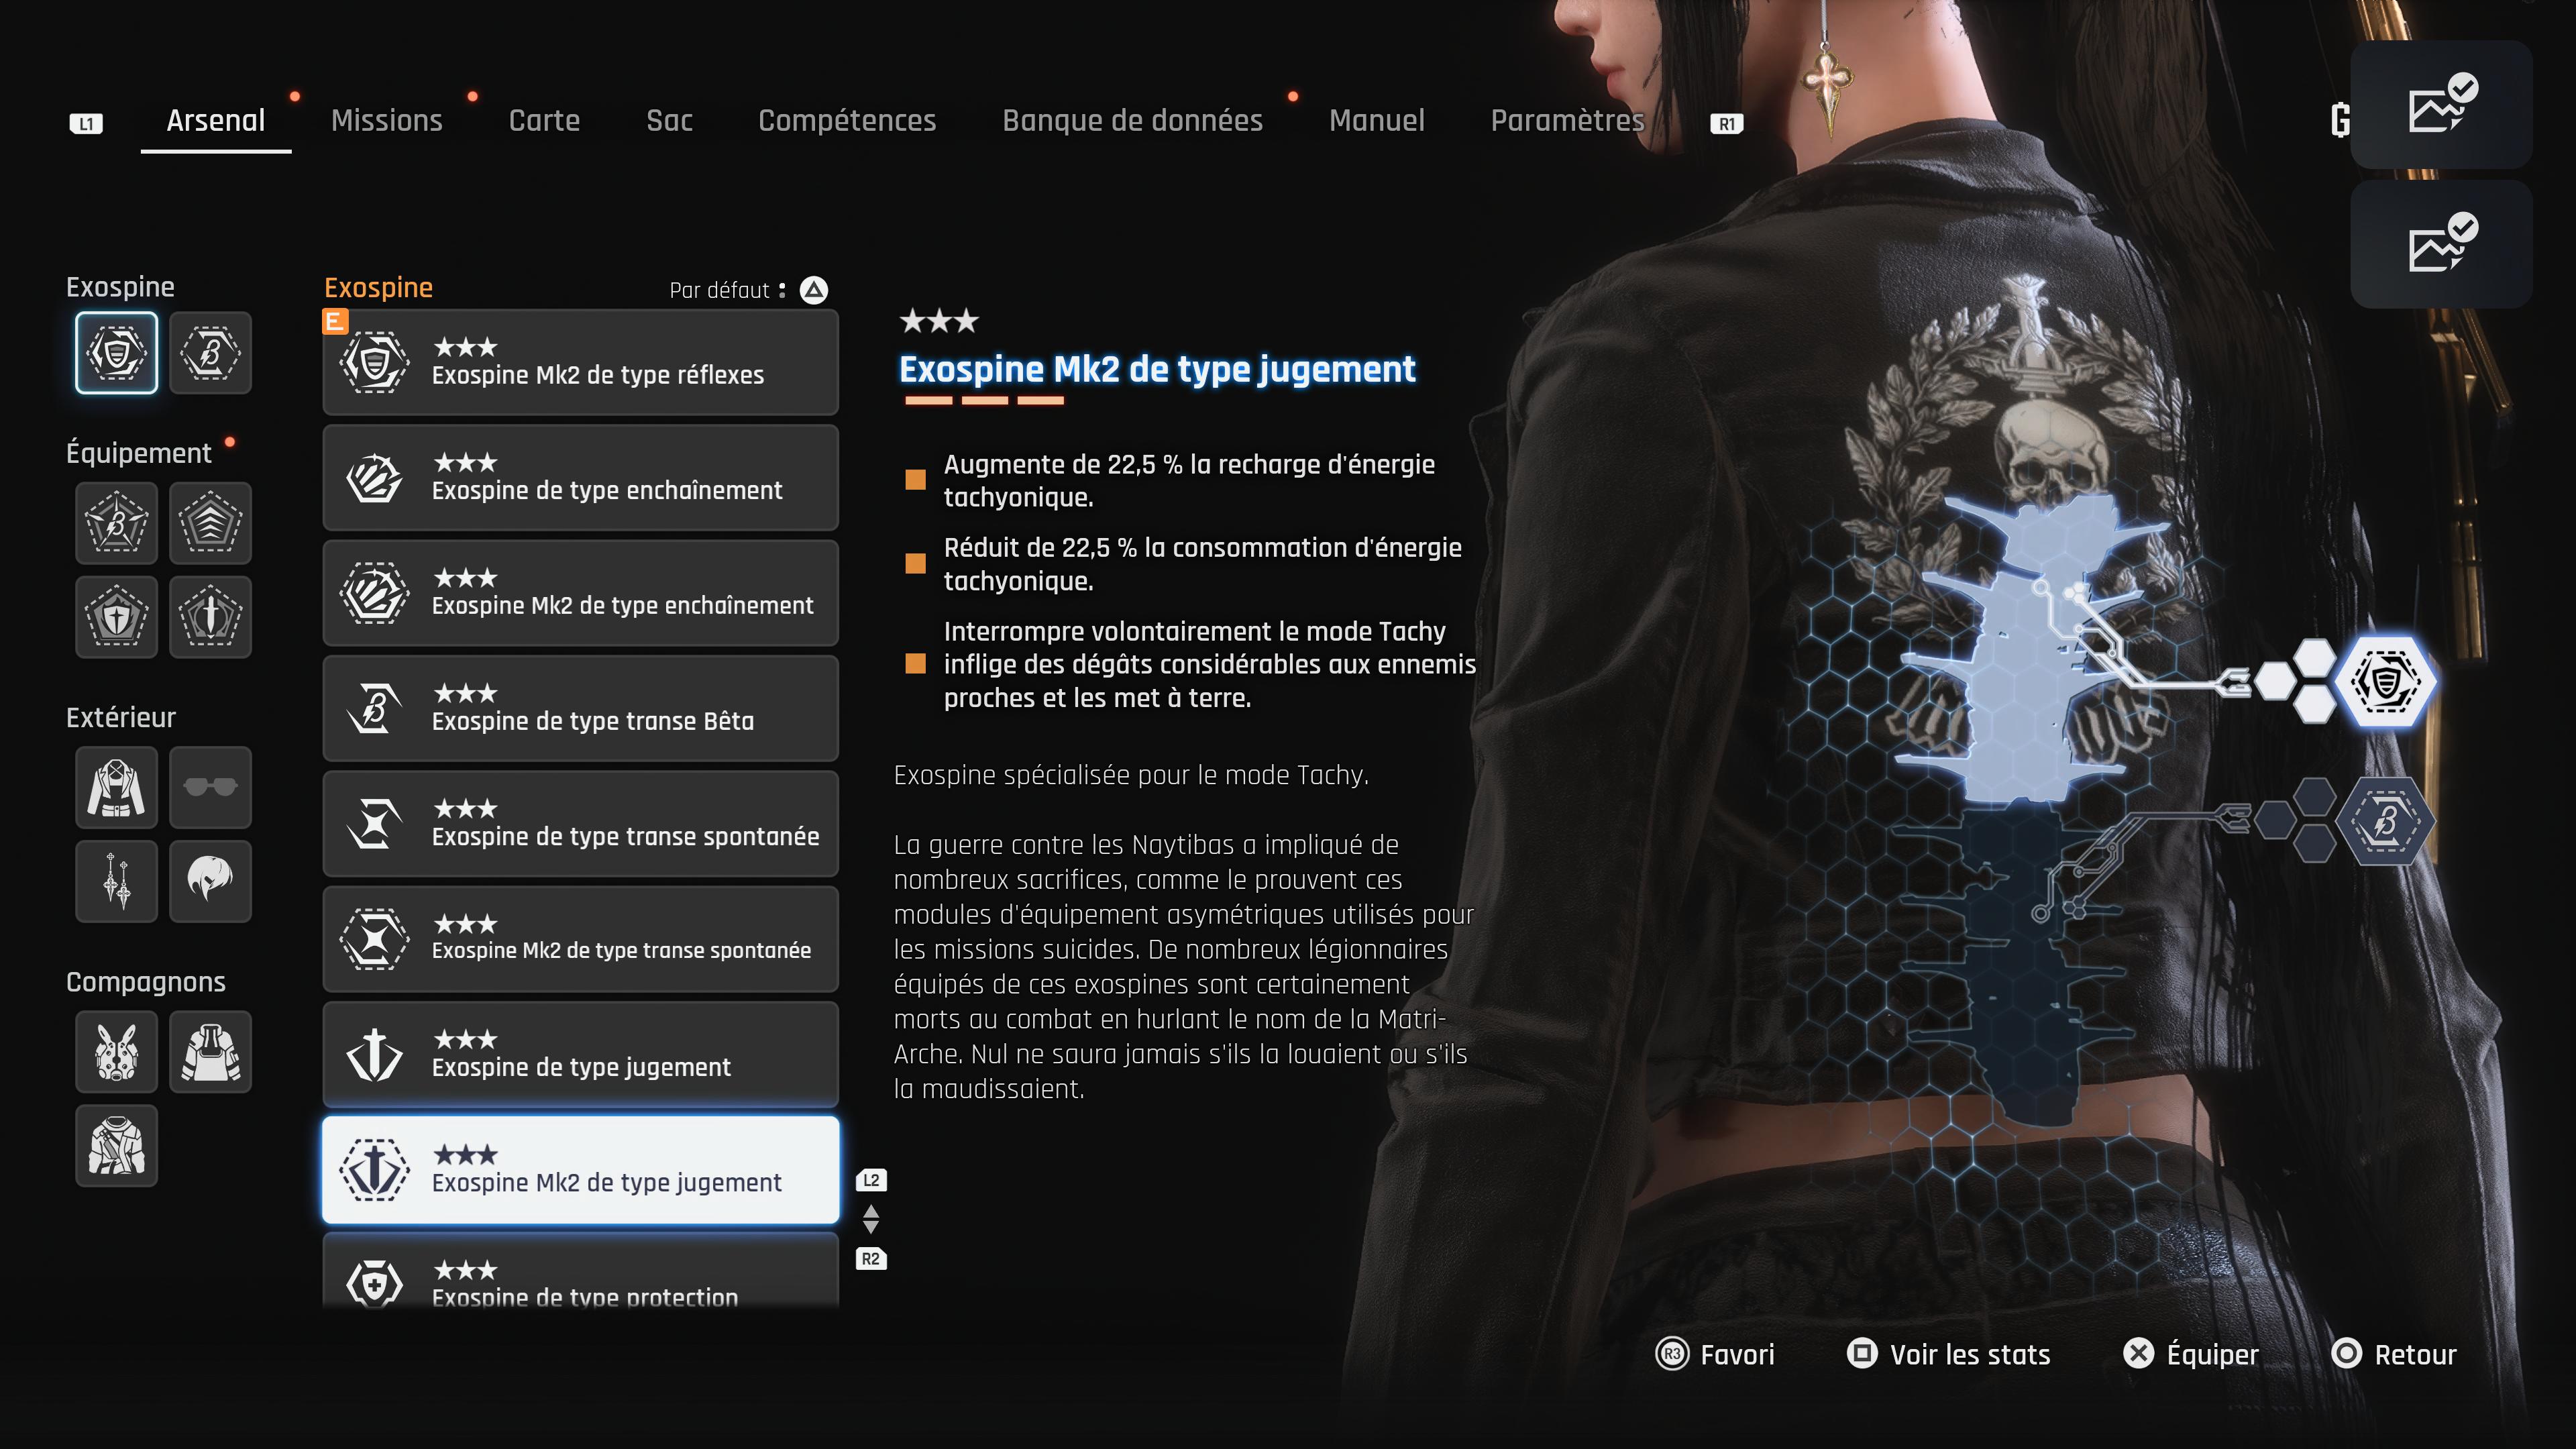 L1
Arsenal
Missions
Carte
Sac
Compétences
Banque de données
Manuel
Paramètres
R1
G
Exospine
Équipement
Extérieur
Compagnons
Exospine
Par défaut :
E
Exospine Mk2 de type réflexes
Exospine de type enchaînement
Exospine Mk2 de type enchaînement
Exospine de type transe Bêta
Exospine de type transe spontanée
Exospine Mk2 de type transe spontanée
Exospine de type jugement
Exospine Mk2 de type jugement
Exospine de type protection
L2
R2
Exospine Mk2 de type jugement
Augmente de 22,5 % la recharge d'énergie
tachyonique.
Réduit de 22,5 % la consommation d'énergie
tachyonique.
Interrompre volontairement le mode Tachy
inflige des dégâts considérables aux ennemis
proches et les met à terre.
Exospine spécialisée pour le mode Tachy.
La guerre contre les Naytibas a impliqué de
nombreux sacrifices, comme le prouvent ces
modules d'équipement asymétriques utilisés pour
les missions suicides. De nombreux légionnaires
équipés de ces exospines sont certainement
morts au combat en hurlant le nom de la Matri-
Arche. Nul ne saura jamais s'ils la louaient ou s'ils
la maudissaient.
R3 Favori
Voir les stats
Équiper
Retour